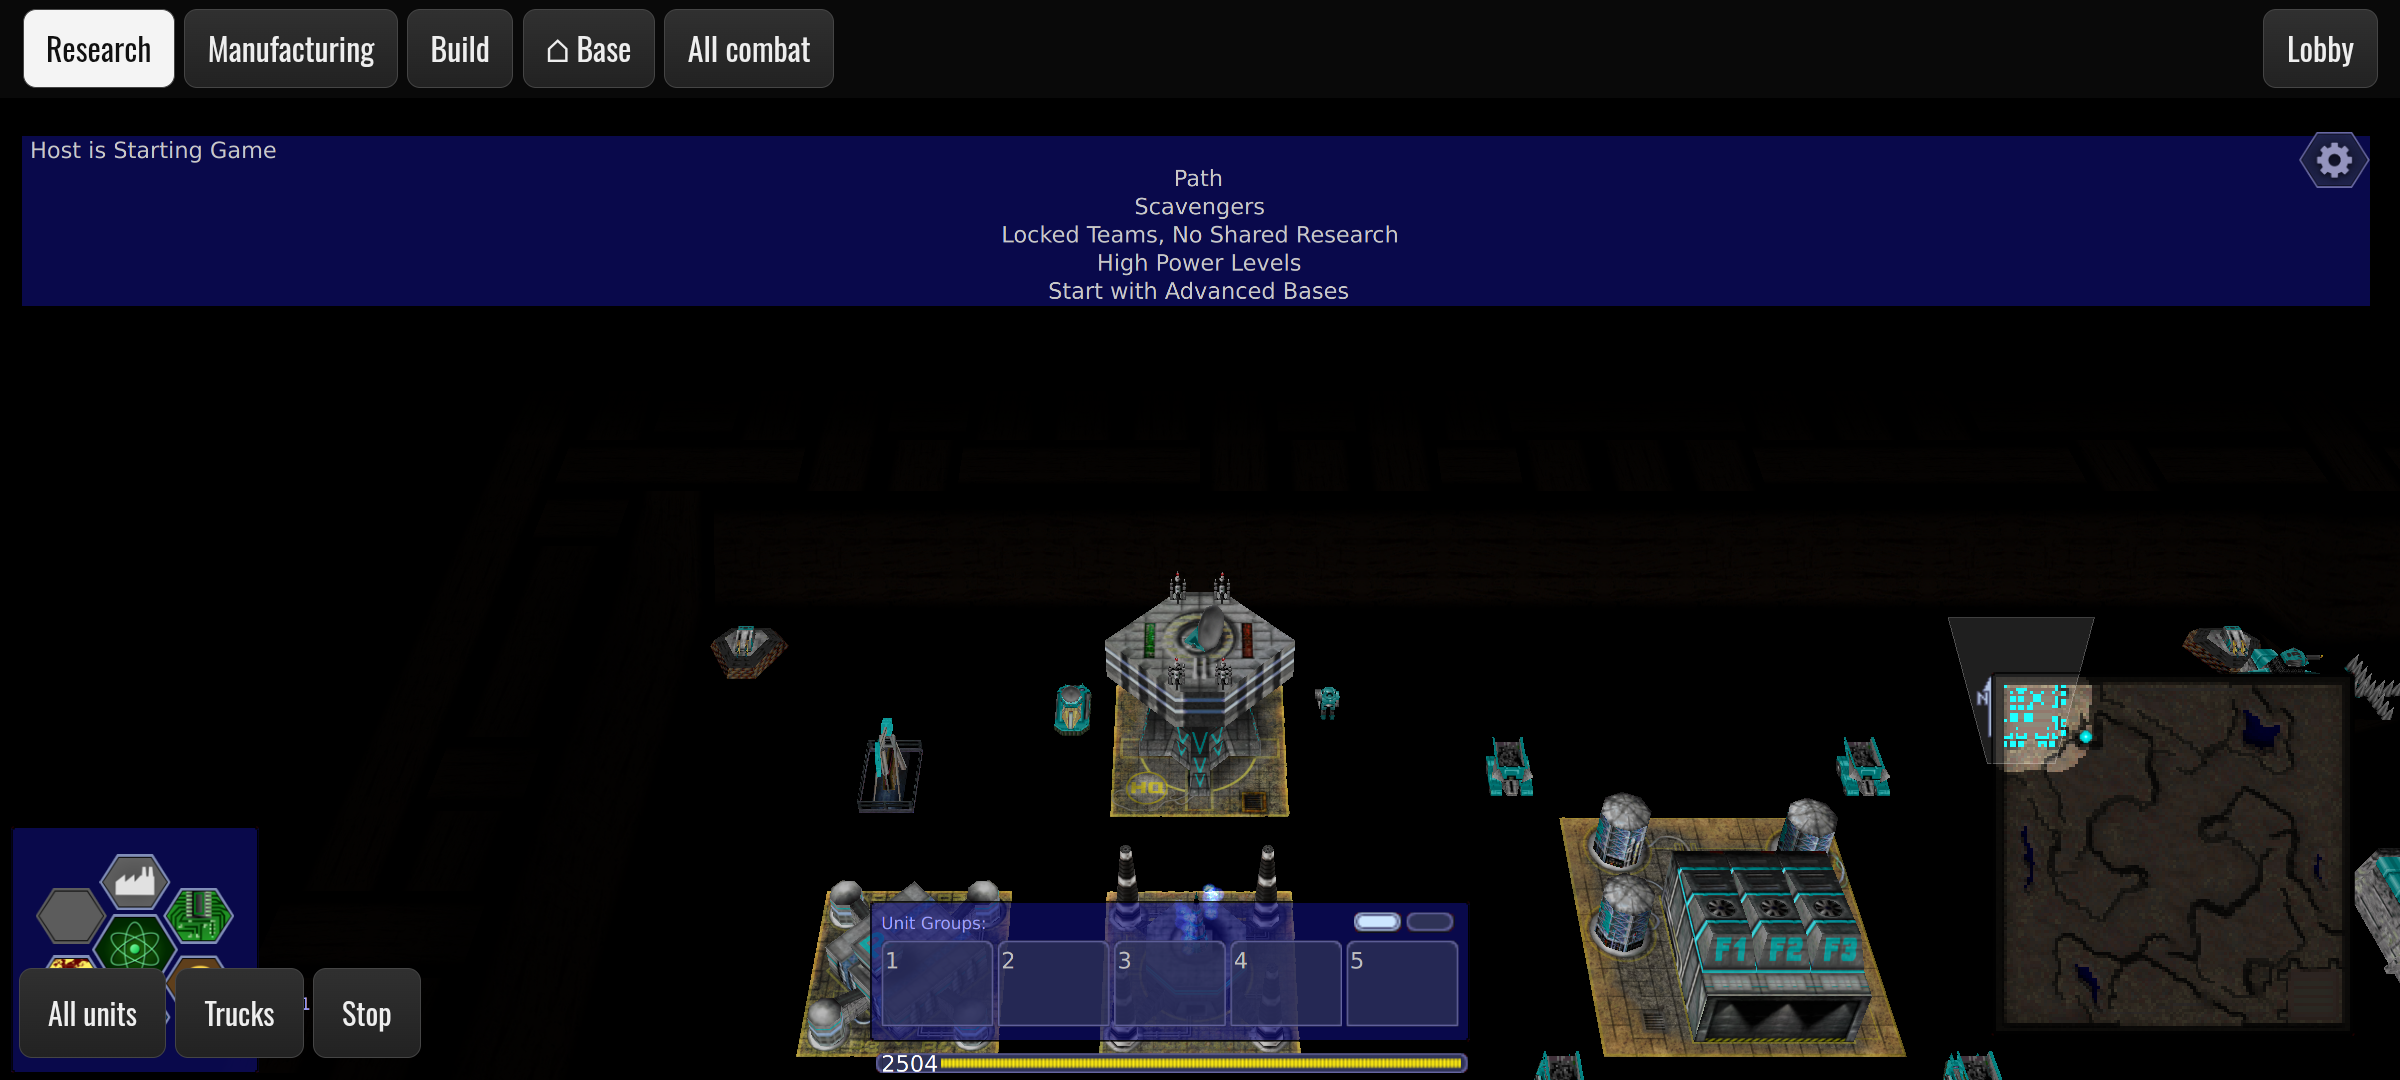 Research
Manufacturing
Build
Base
All combat
Lobby
Host is Starting Game
Path
Scavengers
Locked Teams, No Shared Research
High Power Levels
Start with Advanced Bases
N
HQ
F1 F2 F3
Unit Groups:
1 2 3 4 5
All units
Trucks
1
Stop
2504